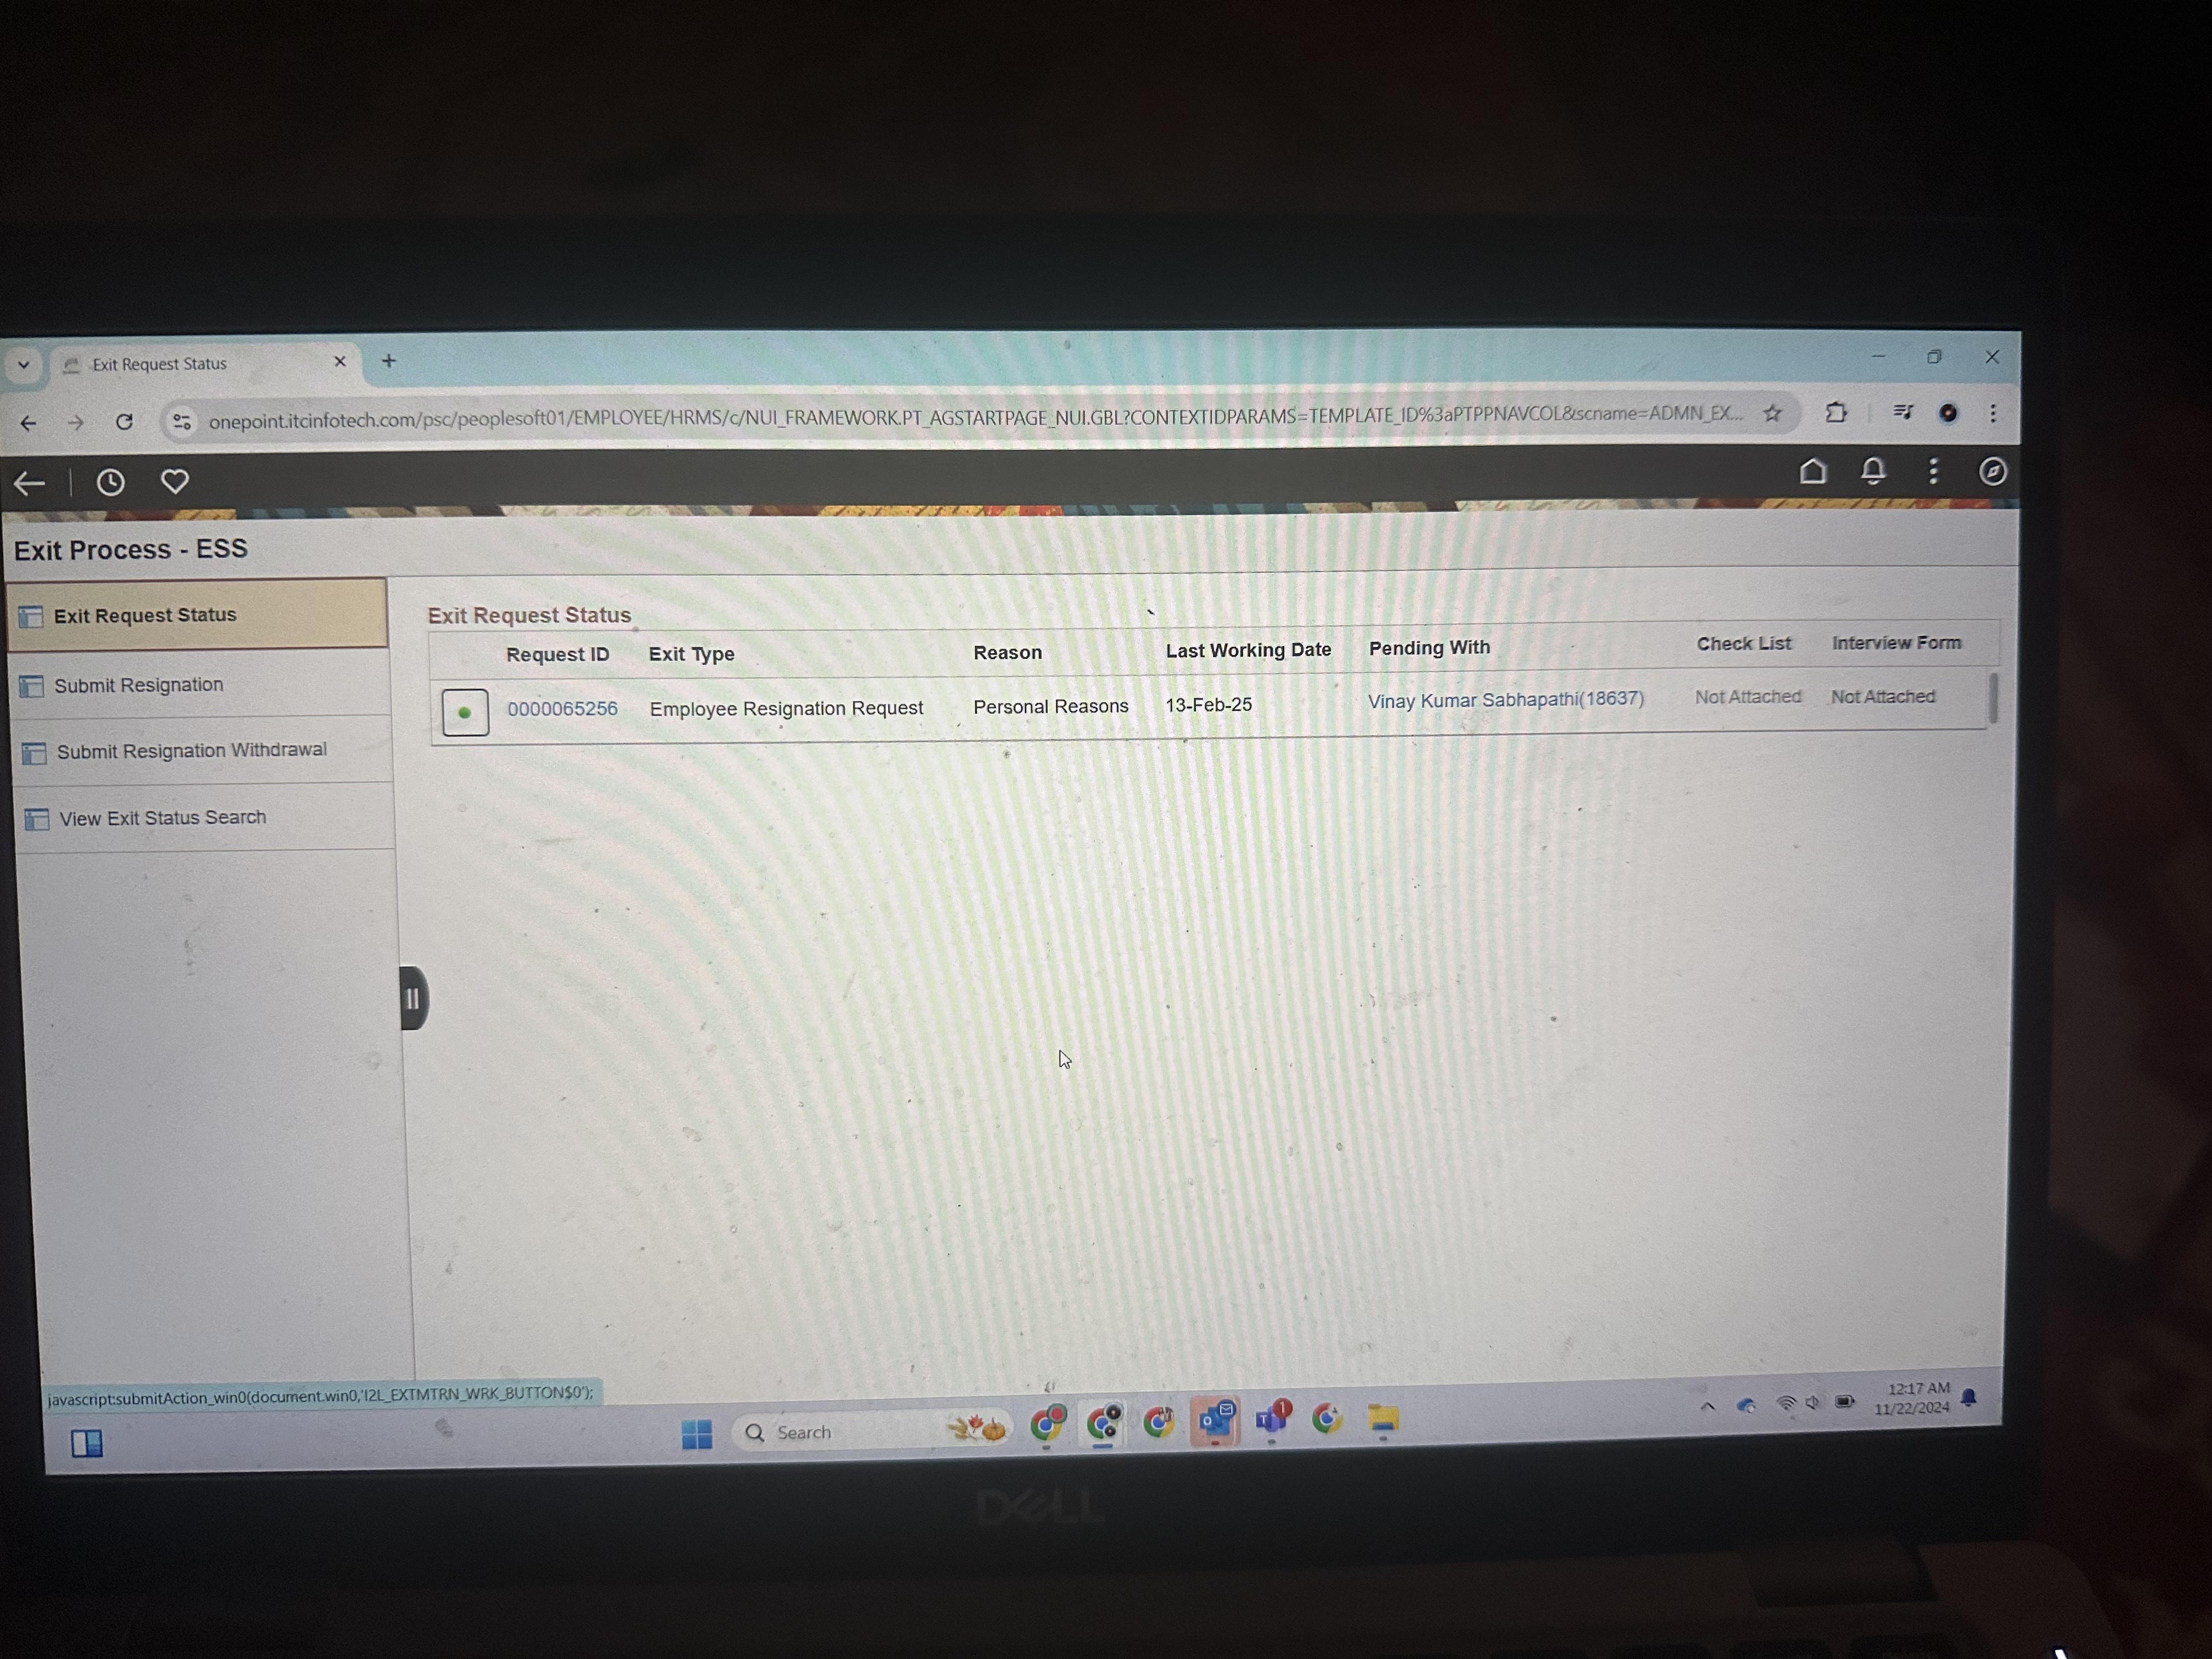 Exit Request Status
onepoint.itcinfotech.com/psc/peoplesoft01/EMPLOYEE/HRMS/c/NUI_FRAMEWORK.PT_AGSTARTPAGE_NUI.GBL?CONTEXTIDPARAMS=TEMPLATE_ID%3aPTPPNAVCOL&scname=ADMN_EX...
Exit Process - ESS
Exit Request Status
Submit Resignation
Submit Resignation Withdrawal
View Exit Status Search
Exit Request Status
Request ID Exit Type Reason Last Working Date Pending With Check List Interview Form
0000065256 Employee Resignation Request Personal Reasons 13-Feb-25 Vinay Kumar Sabhapathi(18637) Not Attached Not Attached
javascript:submitAction_win0(document.win0,'I2L_EXTMTRN_WRK_BUTTON$0');
Search
1
12:17 AM
11/22/2024
DELL